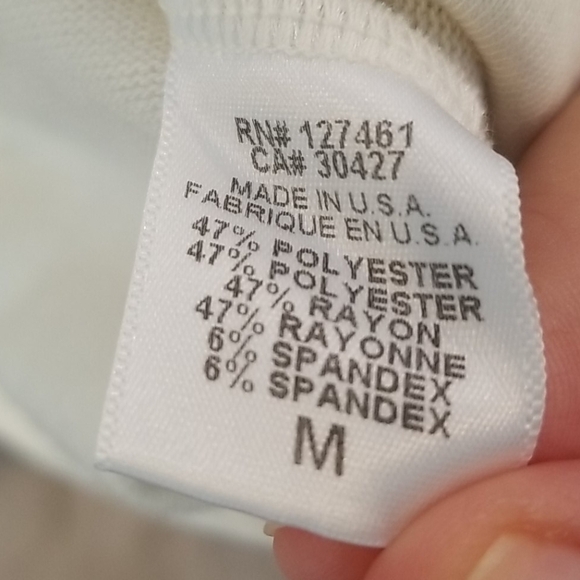 RN# 127461
CA# 30427
MADE IN U.S.A.
FABRIQUE EN U.S.A.
47% POLYESTER
47% POLYESTER
47% RAYON
47% RAYONNE
6% SPANDEX
6% SPANDEX
M